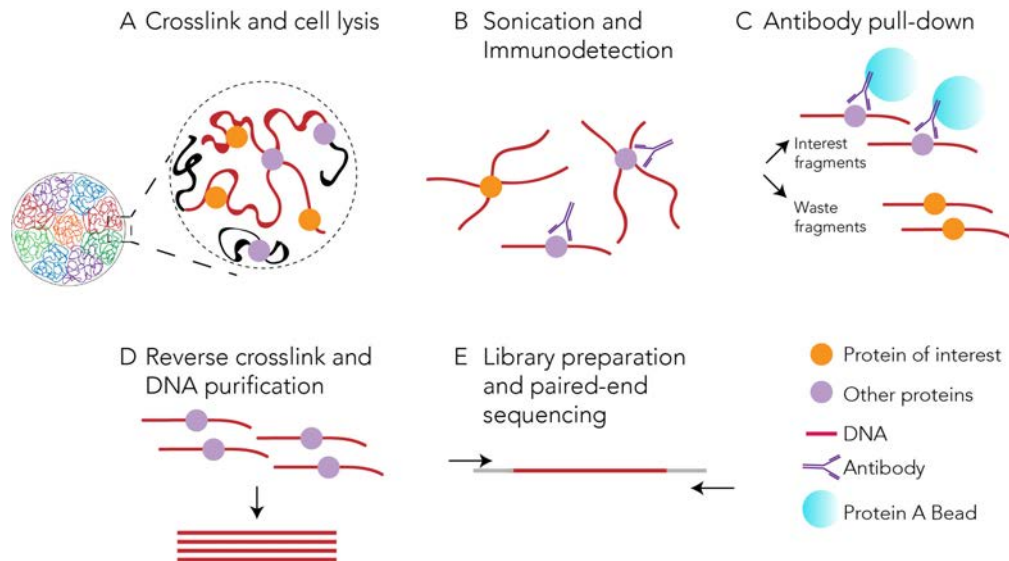 A Crosslink and cell lysis
B Sonication and
Immunodetection
C Antibody pull-down
Interest
fragments
Waste
fragments
D Reverse crosslink and
DNA purification
E Library preparation
and paired-end
sequencing
Protein of interest
Other proteins
DNA
Antibody
Protein A Bead